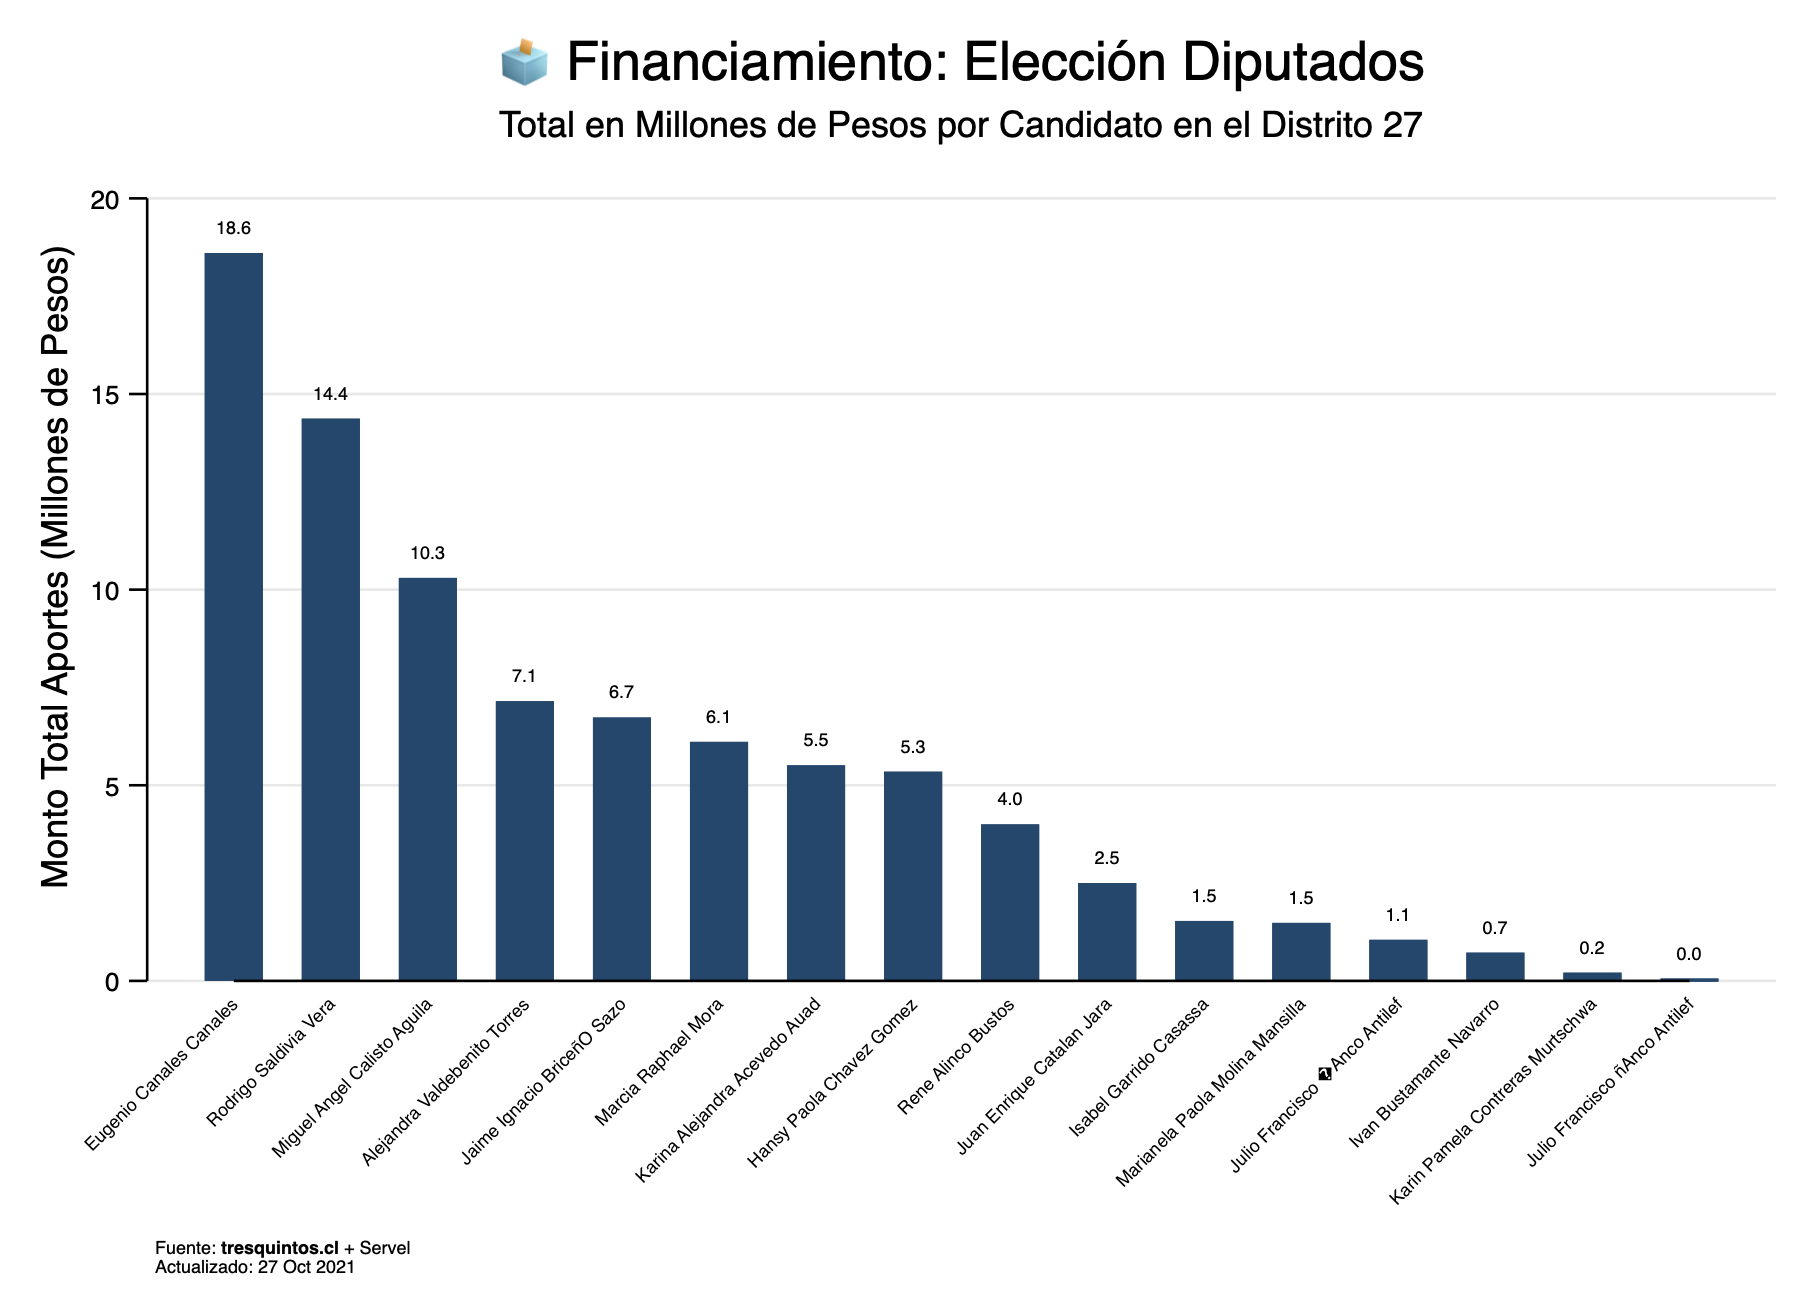 Financiamiento: Elección Diputados
Total en Millones de Pesos por Candidato en el Distrito 27
Monto Total Aportes (Millones de Pesos)
20
15
10
5
0
18.6
14.4
10.3
7.1
6.7
6.1
5.5
5.3
4.0
2.5
1.5
1.5
1.1
0.7
0.2
0.0
Eugenio Canales Canales
Rodrigo Saldivia Vera
Miguel Angel Calisto Aguila
Alejandra Valdebenito Torres
Jaime Ignacio BriceñO Sazo
Marcia Raphael Mora
Karina Alejandra Acevedo Auad
Hansy Paola Chavez Gomez
Rene Alinco Bustos
Juan Enrique Catalan Jara
Isabel Garrido Casassa
Marianela Paola Molina Mansilla
Julio Francisco �Anco Antilef
Ivan Bustamante Navarro
Karin Pamela Contreras Murtschwa
Julio Francisco ñAnco Antilef
Fuente: tresquintos.cl + Servel
Actualizado: 27 Oct 2021